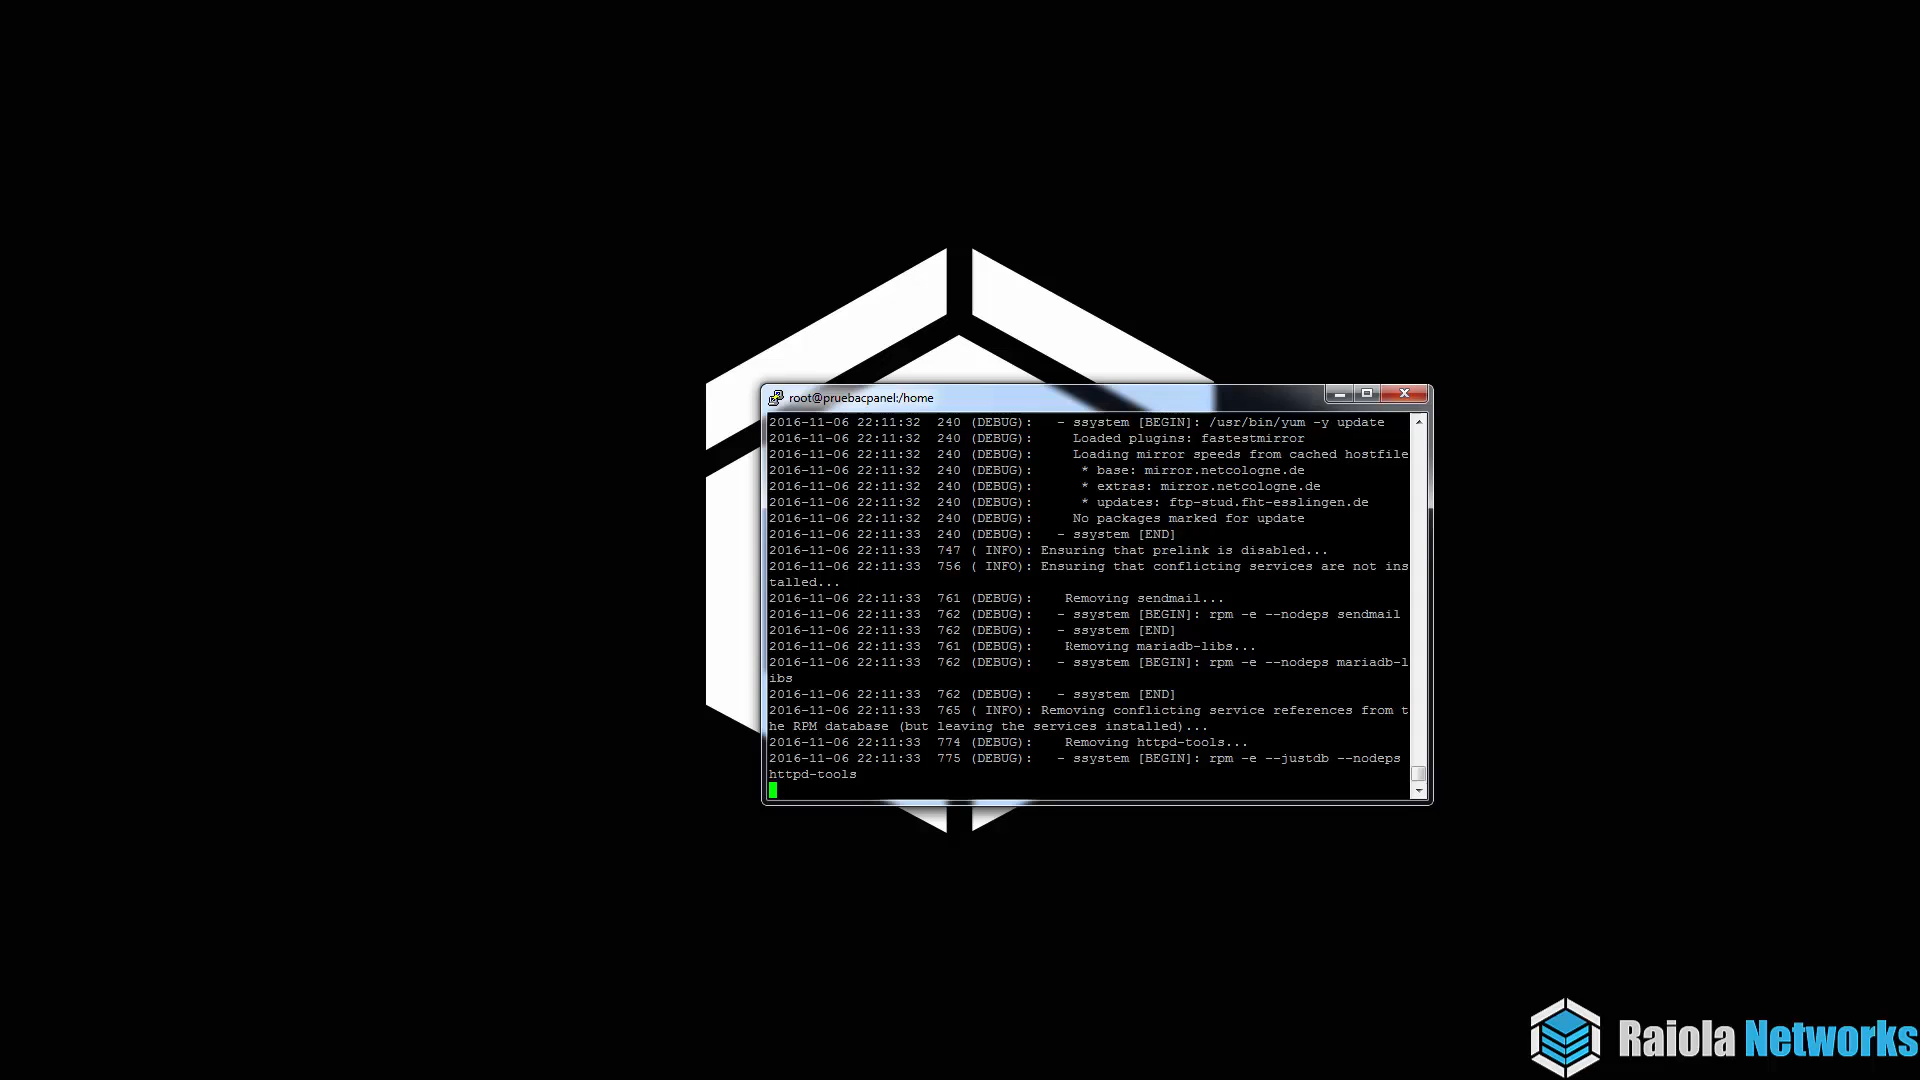 root@pruebacpanel:/home
2016-11-06 22:11:32  240 (DEBUG):   - ssystem [BEGIN]: /usr/bin/yum -y update
2016-11-06 22:11:32  240 (DEBUG):     Loaded plugins: fastestmirror
2016-11-06 22:11:32  240 (DEBUG):     Loading mirror speeds from cached hostfile
2016-11-06 22:11:32  240 (DEBUG):      * base: mirror.netcologne.de
2016-11-06 22:11:32  240 (DEBUG):      * extras: mirror.netcologne.de
2016-11-06 22:11:32  240 (DEBUG):      * updates: ftp-stud.fht-esslingen.de
2016-11-06 22:11:32  240 (DEBUG):     No packages marked for update
2016-11-06 22:11:33  240 (DEBUG):   - ssystem [END]
2016-11-06 22:11:33  747 ( INFO): Ensuring that prelink is disabled...
2016-11-06 22:11:33  756 ( INFO): Ensuring that conflicting services are not ins
talled...
2016-11-06 22:11:33  761 (DEBUG):    Removing sendmail...
2016-11-06 22:11:33  762 (DEBUG):   - ssystem [BEGIN]: rpm -e --nodeps sendmail
2016-11-06 22:11:33  762 (DEBUG):   - ssystem [END]
2016-11-06 22:11:33  761 (DEBUG):    Removing mariadb-libs...
2016-11-06 22:11:33  762 (DEBUG):   - ssystem [BEGIN]: rpm -e --nodeps mariadb-l
ibs
2016-11-06 22:11:33  762 (DEBUG):   - ssystem [END]
2016-11-06 22:11:33  765 ( INFO): Removing conflicting service references from t
he RPM database (but leaving the services installed)...
2016-11-06 22:11:33  774 (DEBUG):    Removing httpd-tools...
2016-11-06 22:11:33  775 (DEBUG):   - ssystem [BEGIN]: rpm -e --justdb --nodeps
httpd-tools
Raiola Networks